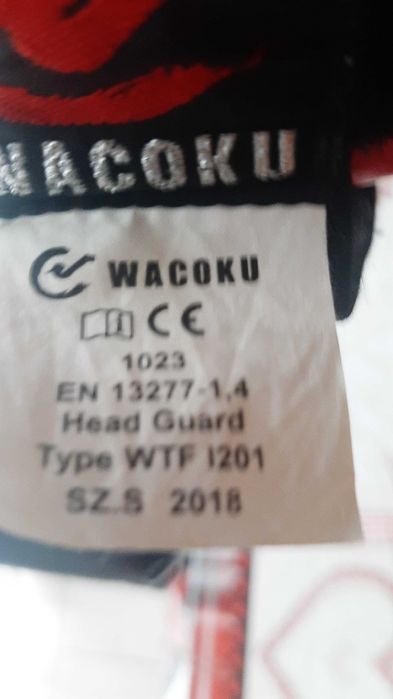 WACOKU
WACOKU
CE
1023
EN 13277-1,4
Head Guard
Type WTF I201
SZ.S 2018